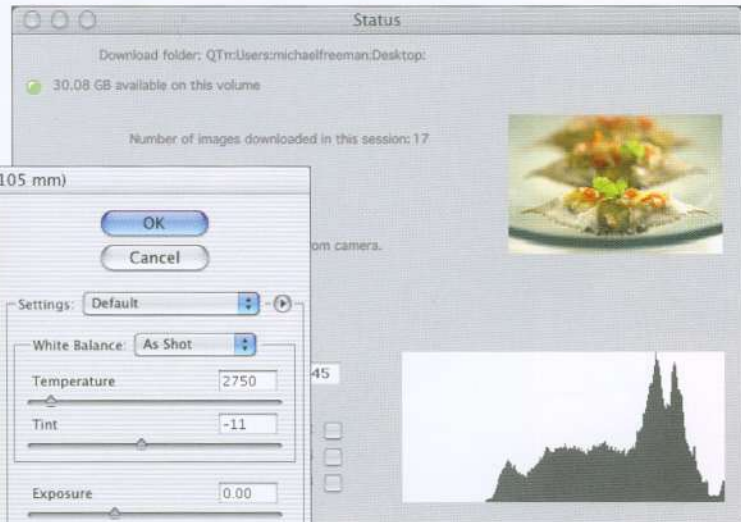 Status
Download folder: QTm:Users:michaelfreeman:Desktop:
30.08 GB available on this volume
Number of images downloaded in this session: 17
105 mm)
OK
Cancel
om camera.
Settings: Default
White Balance: As Shot
Temperature 2750
45
Tint -11
Exposure 0.00